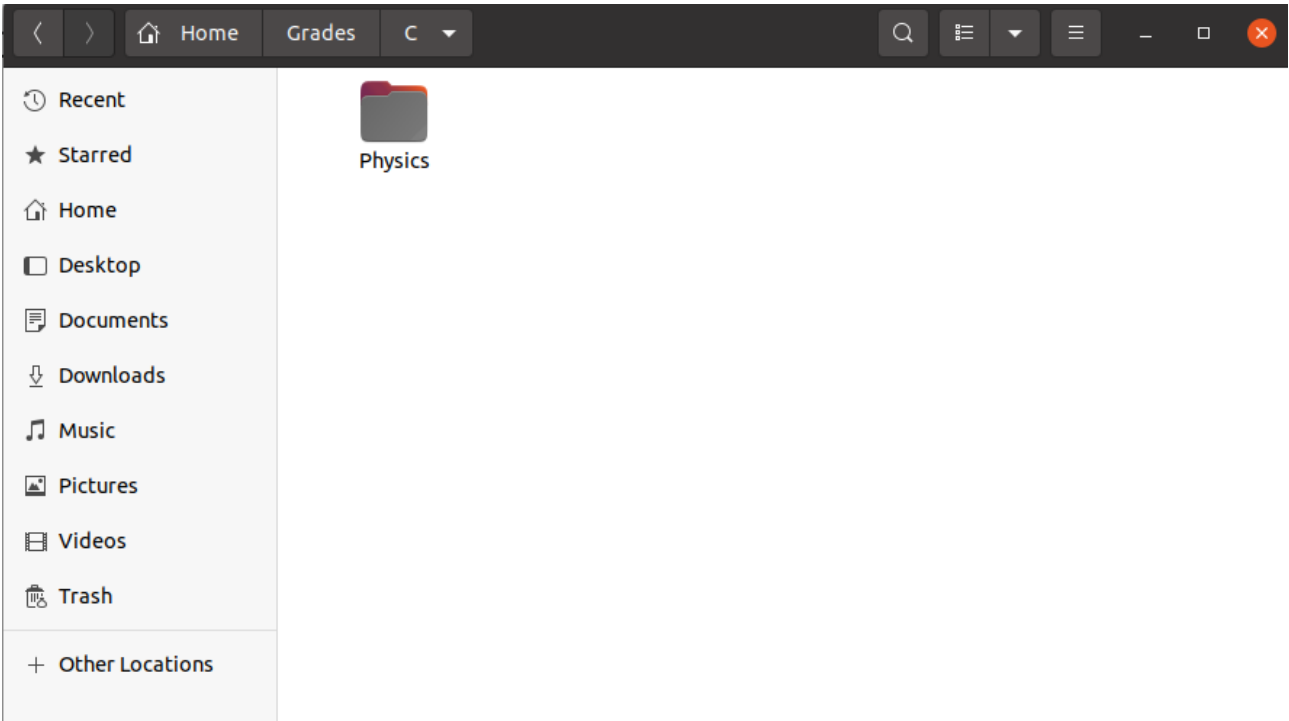 Home Grades C
Recent
Starred
Home
Desktop
Documents
Downloads
Music
Pictures
Videos
Trash
Other Locations
Physics